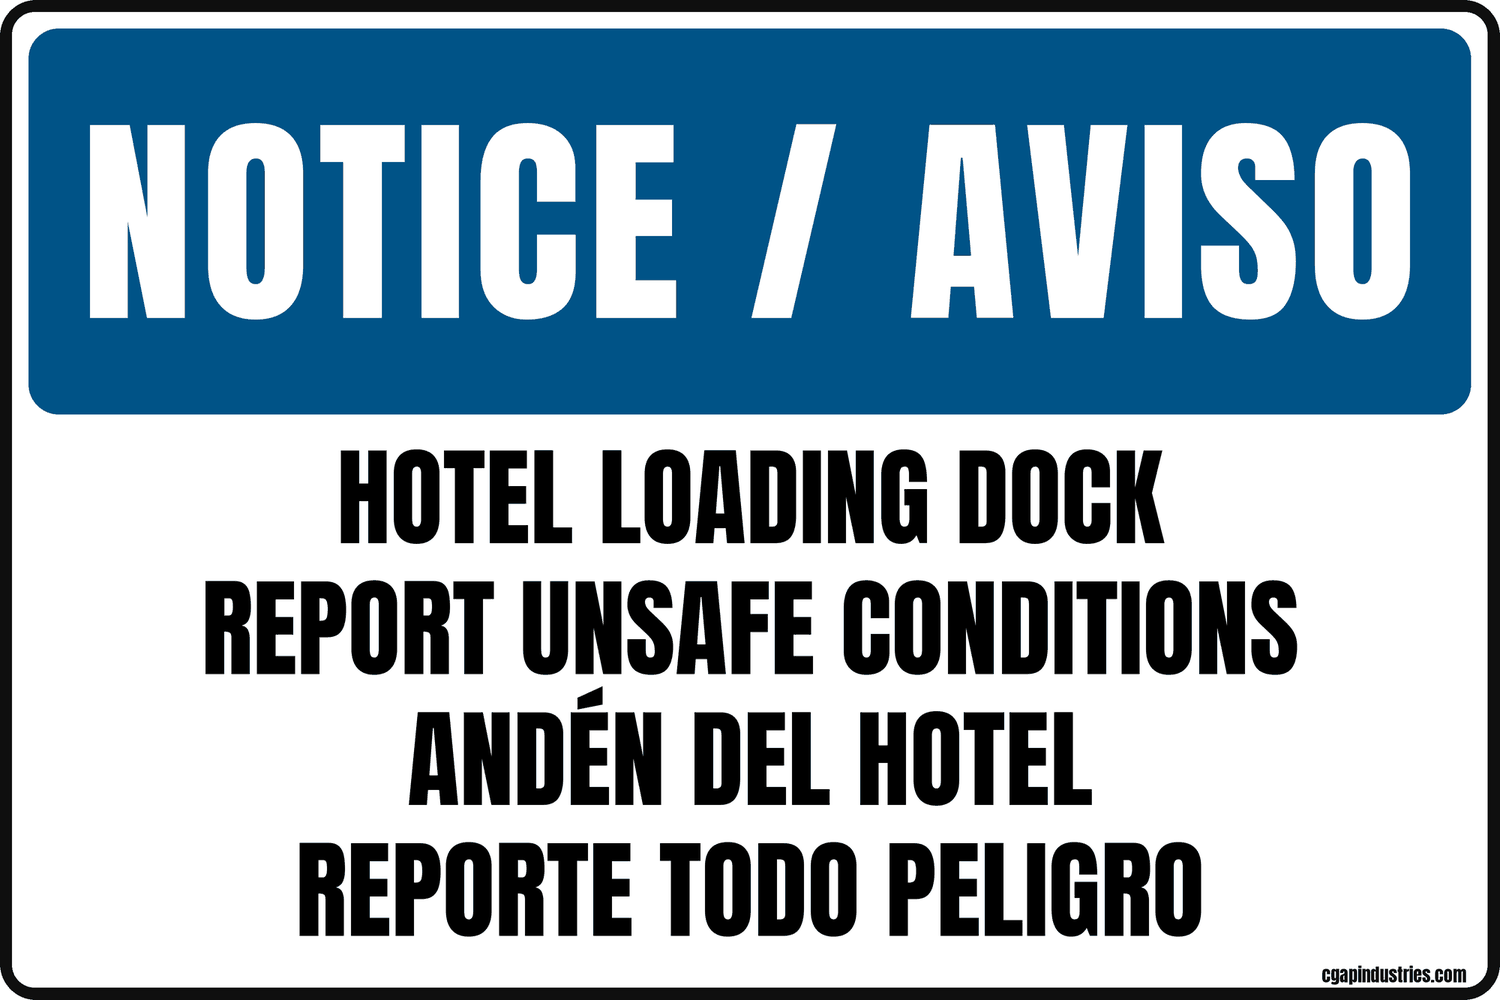 NOTICE / AVISO
HOTEL LOADING DOCK
REPORT UNSAFE CONDITIONS
ANDÉN DEL HOTEL
REPORTE TODO PELIGRO
cgapindustries.com